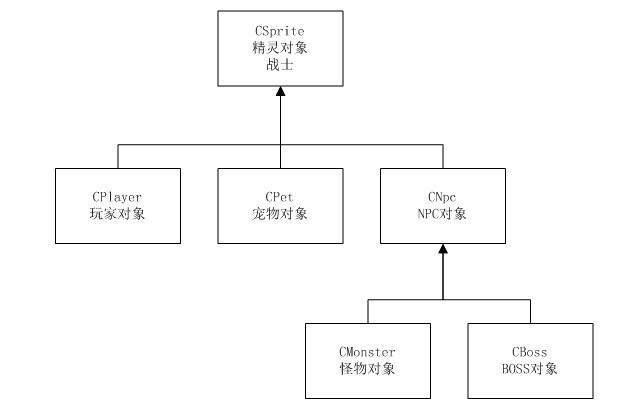 CSprite
精灵对象
战士
CPlayer
玩家对象
CPet
宠物对象
CNpc
NPC对象
CMonster
怪物对象
CBoss
BOSS对象